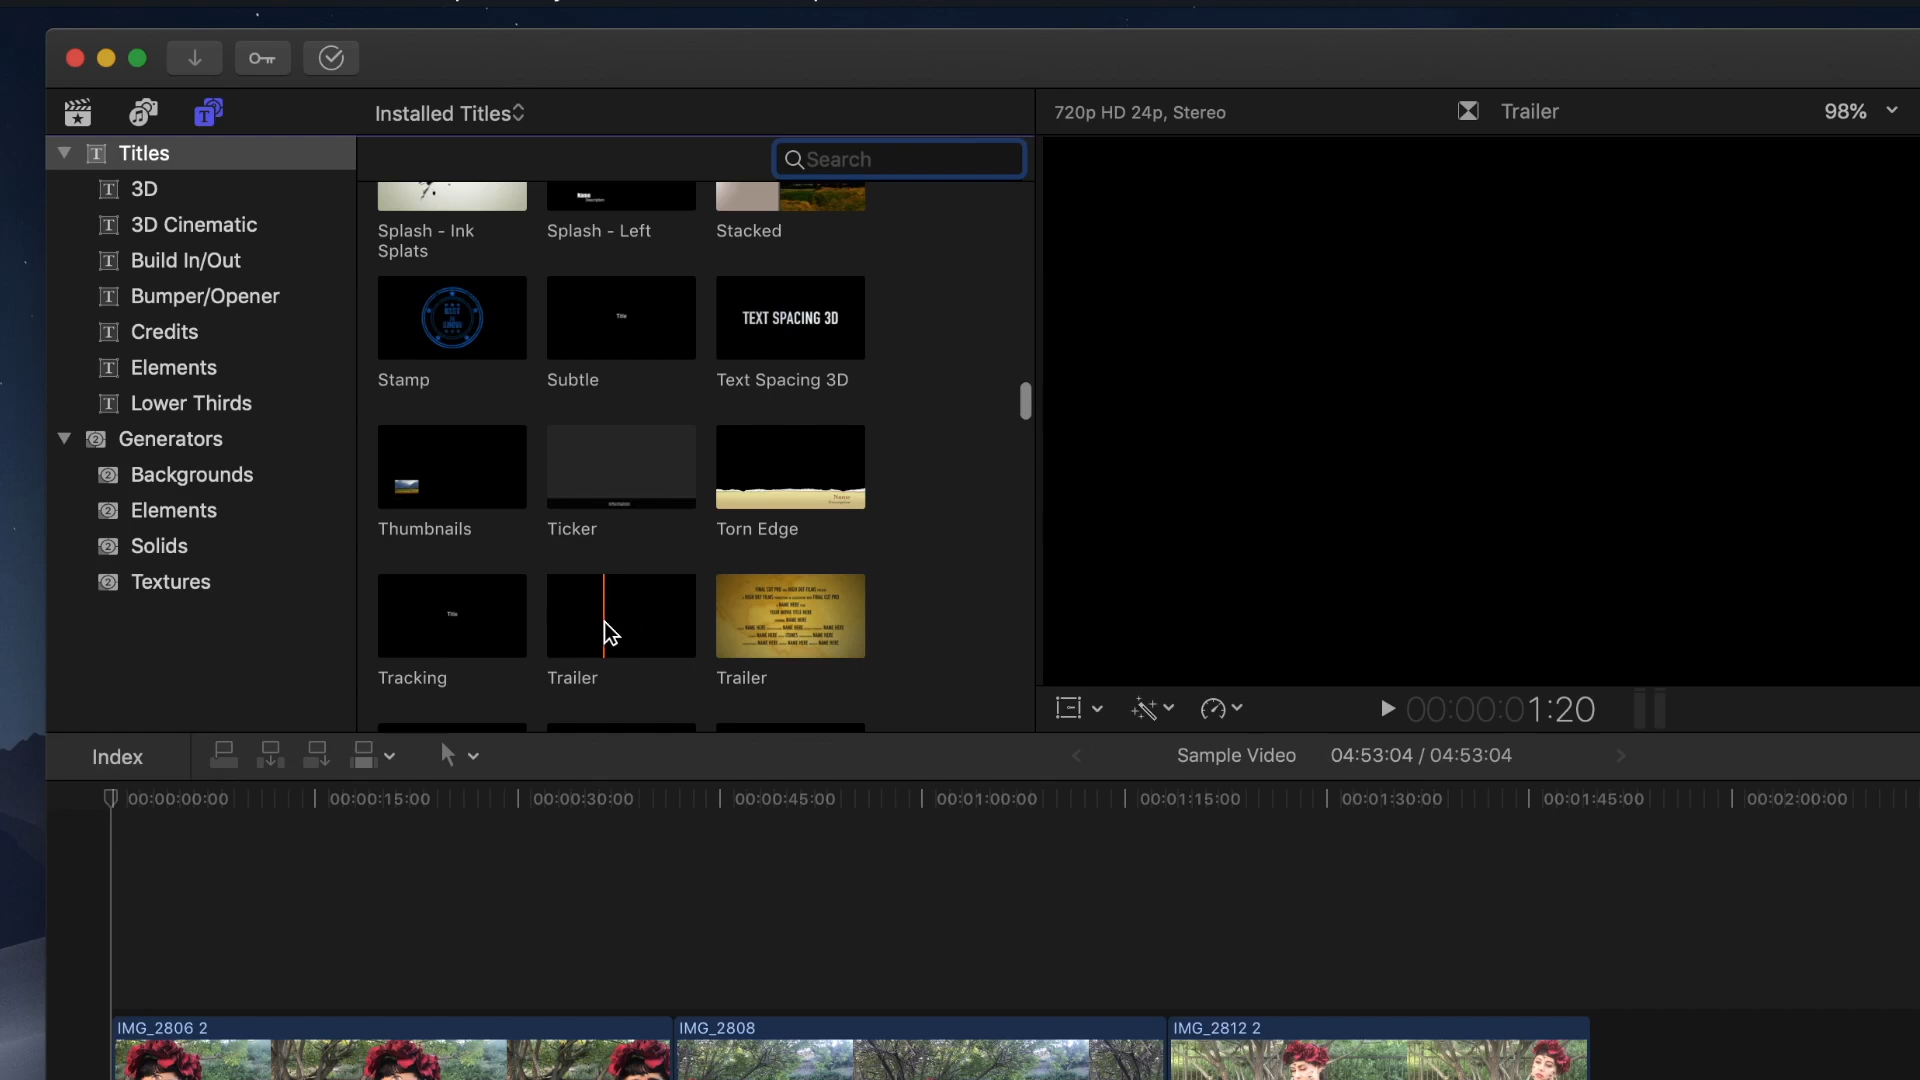 Installed Titles
720p HD 24p, Stereo
Trailer
98%
Titles
3D
3D Cinematic
Build In/Out
Bumper/Opener
Credits
Elements
Lower Thirds
Generators
Backgrounds
Elements
Solids
Textures
Search
Splash - Ink
Splats
Splash - Left
Stacked
Title
TEXT SPACING 3D
Stamp
Subtle
Text Spacing 3D
Name
Thumbnails
Ticker
Torn Edge
Title
Tracking
Trailer
Trailer
00:00:01:20
Index
Sample Video
04:53:04 / 04:53:04
00:00:00:00
00:00:15:00
00:00:30:00
00:00:45:00
00:01:00:00
00:01:15:00
00:01:30:00
00:01:45:00
00:02:00:00
IMG_2806 2
IMG_2808
IMG_2812 2